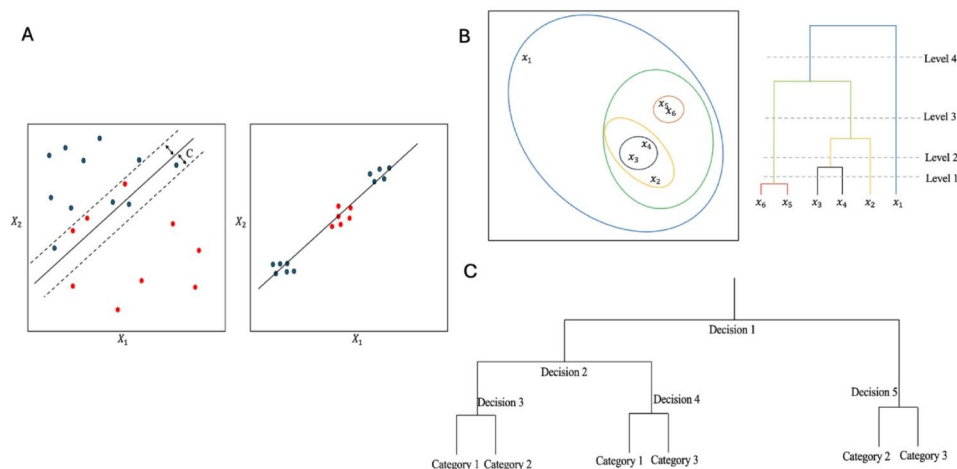 A
C
X₂
X₁
X₂
X₁
B
x₁
x₅
x₆
x₄
x₃
x₂
Level 4
Level 3
Level 2
Level 1
x₆ x₅ x₃ x₄ x₂ x₁
C
Decision 1
Decision 2
Decision 3
Decision 4
Decision 5
Category 1 Category 2
Category 1 Category 3
Category 2 Category 3